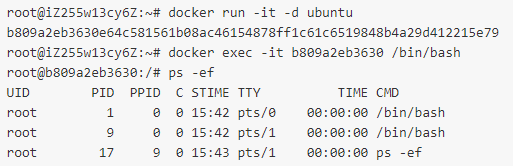 root@iZ255w13cy6Z:~# docker run -it -d ubuntu
b809a2eb3630e64c581561b08ac46154878ff1c61c6519848b4a29d412215e79
root@iZ255w13cy6Z:~# docker exec -it b809a2eb3630 /bin/bash
root@b809a2eb3630:/# ps -ef
UID        PID  PPID  C STIME TTY          TIME CMD
root         1     0  0 15:42 pts/0    00:00:00 /bin/bash
root         9     0  0 15:42 pts/1    00:00:00 /bin/bash
root        17     9  0 15:43 pts/1    00:00:00 ps -ef